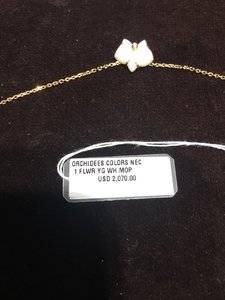 ORCHIDEES COLORS NEC
1 FLWR YG WH MOP
USD 2,070.00